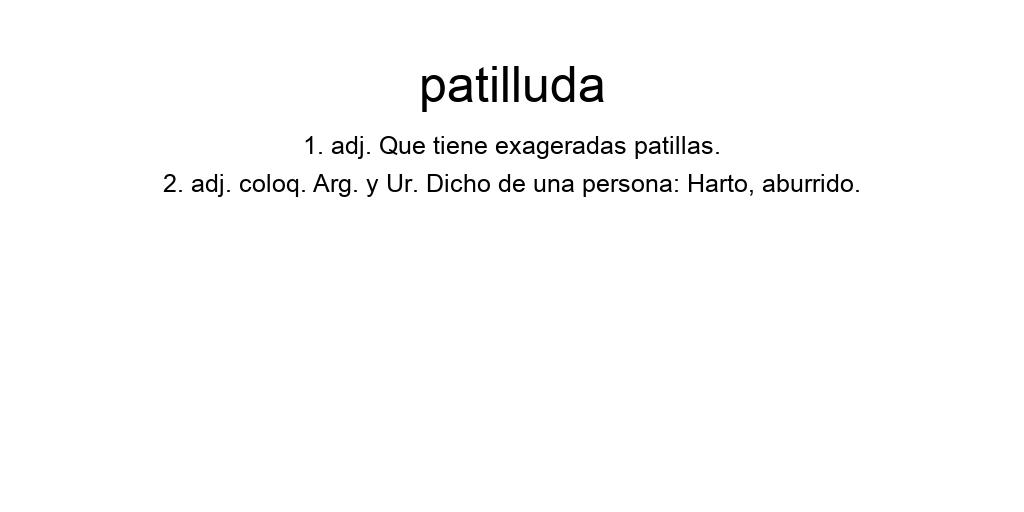 patilluda
1. adj. Que tiene exageradas patillas.
2. adj. coloq. Arg. y Ur. Dicho de una persona: Harto, aburrido.